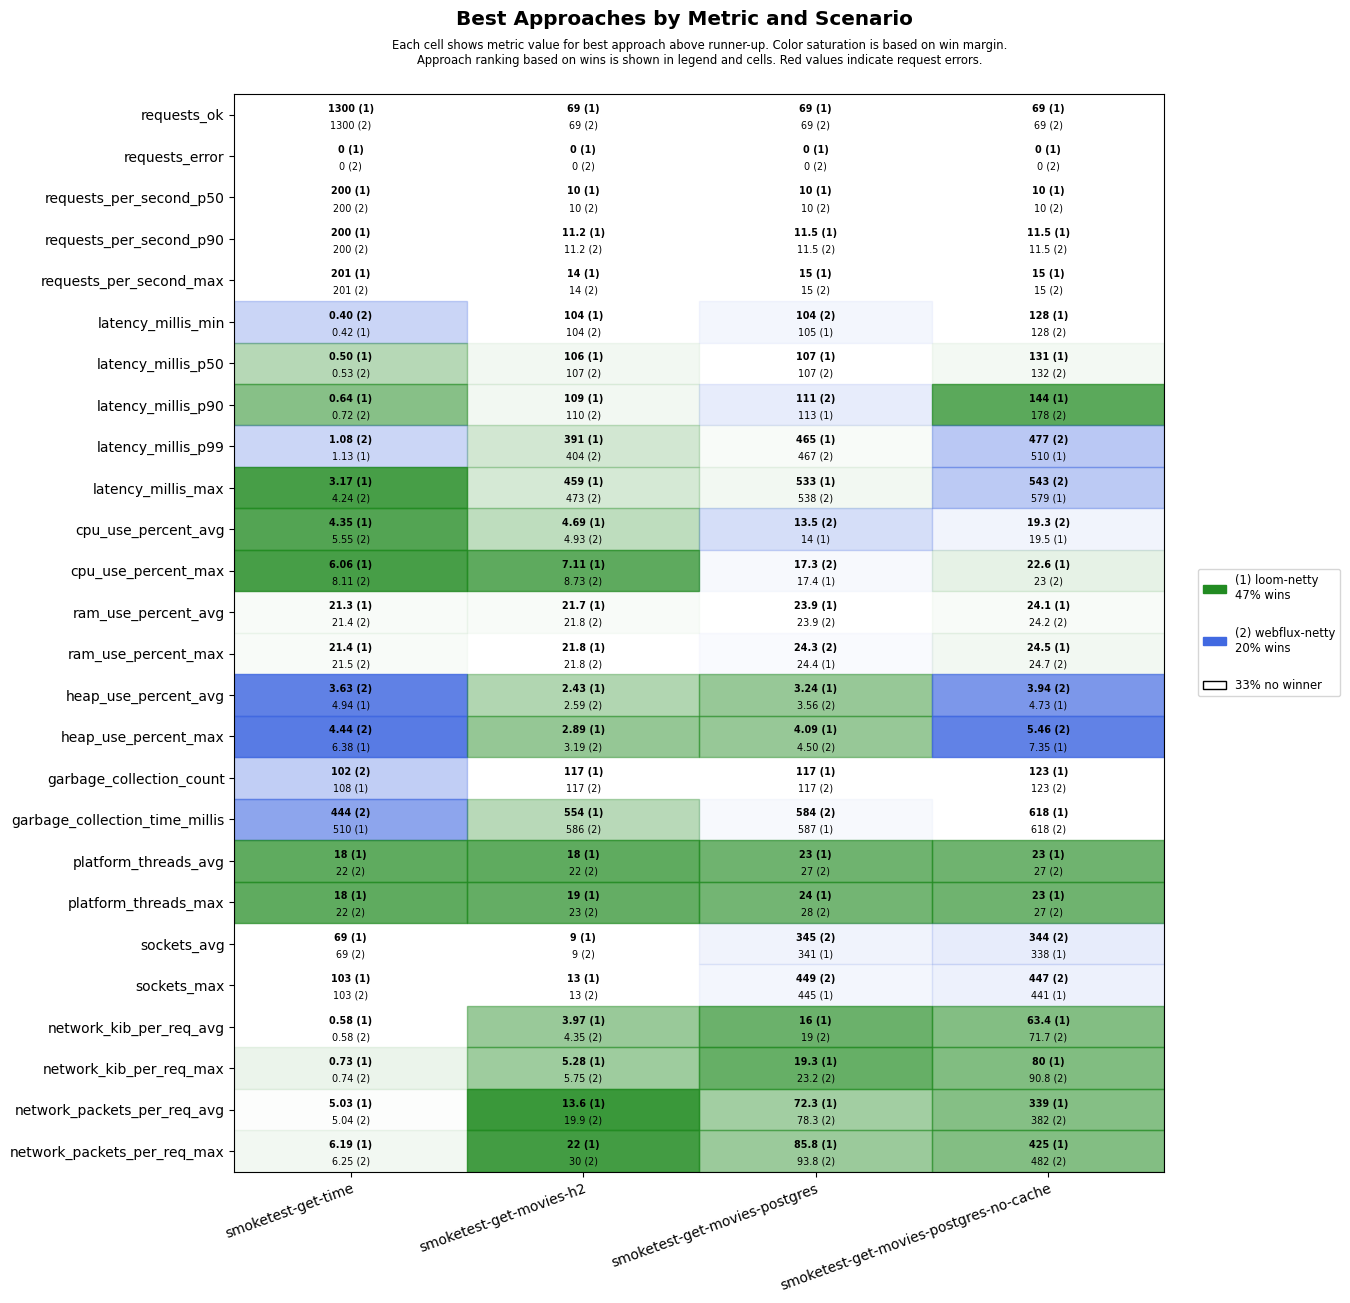 Best Approaches by Metric and Scenario
Each cell shows metric value for best approach above runner-up. Color saturation is based on win margin.
Approach ranking based on wins is shown in legend and cells. Red values indicate request errors.
requests_ok
1300 (1) 69 (1) 69 (1) 69 (1)
1300 (2) 69 (2) 69 (2) 69 (2)
requests_error
0 (1) 0 (1) 0 (1) 0 (1)
0 (2) 0 (2) 0 (2) 0 (2)
requests_per_second_p50
200 (1) 10 (1) 10 (1) 10 (1)
200 (2) 10 (2) 10 (2) 10 (2)
requests_per_second_p90
200 (1) 11.2 (1) 11.5 (1) 11.5 (1)
200 (2) 11.2 (2) 11.5 (2) 11.5 (2)
requests_per_second_max
201 (1) 14 (1) 15 (1) 15 (1)
201 (2) 14 (2) 15 (2) 15 (2)
latency_millis_min
0.40 (2) 104 (1) 104 (2) 128 (1)
0.42 (1) 104 (2) 105 (1) 128 (2)
latency_millis_p50
0.50 (1) 106 (1) 107 (1) 131 (1)
0.53 (2) 107 (2) 107 (2) 132 (2)
latency_millis_p90
0.64 (1) 109 (1) 111 (2) 144 (1)
0.72 (2) 110 (2) 113 (1) 178 (2)
latency_millis_p99
1.08 (2) 391 (1) 465 (1) 477 (2)
1.13 (1) 404 (2) 467 (2) 510 (1)
latency_millis_max
3.17 (1) 459 (1) 533 (1) 543 (2)
4.24 (2) 473 (2) 538 (2) 579 (1)
cpu_use_percent_avg
4.35 (1) 4.69 (1) 13.5 (2) 19.3 (2)
5.55 (2) 4.93 (2) 14 (1) 19.5 (1)
cpu_use_percent_max
6.06 (1) 7.11 (1) 17.3 (2) 22.6 (1)
8.11 (2) 8.73 (2) 17.4 (1) 23 (2)
ram_use_percent_avg
21.3 (1) 21.7 (1) 23.9 (1) 24.1 (1)
21.4 (2) 21.8 (2) 23.9 (2) 24.2 (2)
ram_use_percent_max
21.4 (1) 21.8 (1) 24.3 (2) 24.5 (1)
21.5 (2) 21.8 (2) 24.4 (1) 24.7 (2)
heap_use_percent_avg
3.63 (2) 2.43 (1) 3.24 (1) 3.94 (2)
4.94 (1) 2.59 (2) 3.56 (2) 4.73 (1)
heap_use_percent_max
4.44 (2) 2.89 (1) 4.09 (1) 5.46 (2)
6.38 (1) 3.19 (2) 4.50 (2) 7.35 (1)
garbage_collection_count
102 (2) 117 (1) 117 (1) 123 (1)
108 (1) 117 (2) 117 (2) 123 (2)
garbage_collection_time_millis
444 (2) 554 (1) 584 (2) 618 (1)
510 (1) 586 (2) 587 (1) 618 (2)
platform_threads_avg
18 (1) 18 (1) 23 (1) 23 (1)
22 (2) 22 (2) 27 (2) 27 (2)
platform_threads_max
18 (1) 19 (1) 24 (1) 23 (1)
22 (2) 23 (2) 28 (2) 27 (2)
sockets_avg
69 (1) 9 (1) 345 (2) 344 (2)
69 (2) 9 (2) 341 (1) 338 (1)
sockets_max
103 (1) 13 (1) 449 (2) 447 (2)
103 (2) 13 (2) 445 (1) 441 (1)
network_kib_per_req_avg
0.58 (1) 3.97 (1) 16 (1) 63.4 (1)
0.58 (2) 4.35 (2) 19 (2) 71.7 (2)
network_kib_per_req_max
0.73 (1) 5.28 (1) 19.3 (1) 80 (1)
0.74 (2) 5.75 (2) 23.2 (2) 90.8 (2)
network_packets_per_req_avg
5.03 (1) 13.6 (1) 72.3 (1) 339 (1)
5.04 (2) 19.9 (2) 78.3 (2) 382 (2)
network_packets_per_req_max
6.19 (1) 22 (1) 85.8 (1) 425 (1)
6.25 (2) 30 (2) 93.8 (2) 482 (2)
smoketest-get-time
smoketest-get-movies-h2
smoketest-get-movies-postgres
smoketest-get-movies-postgres-no-cache
(1) loom-netty
47% wins
(2) webflux-netty
20% wins
33% no winner